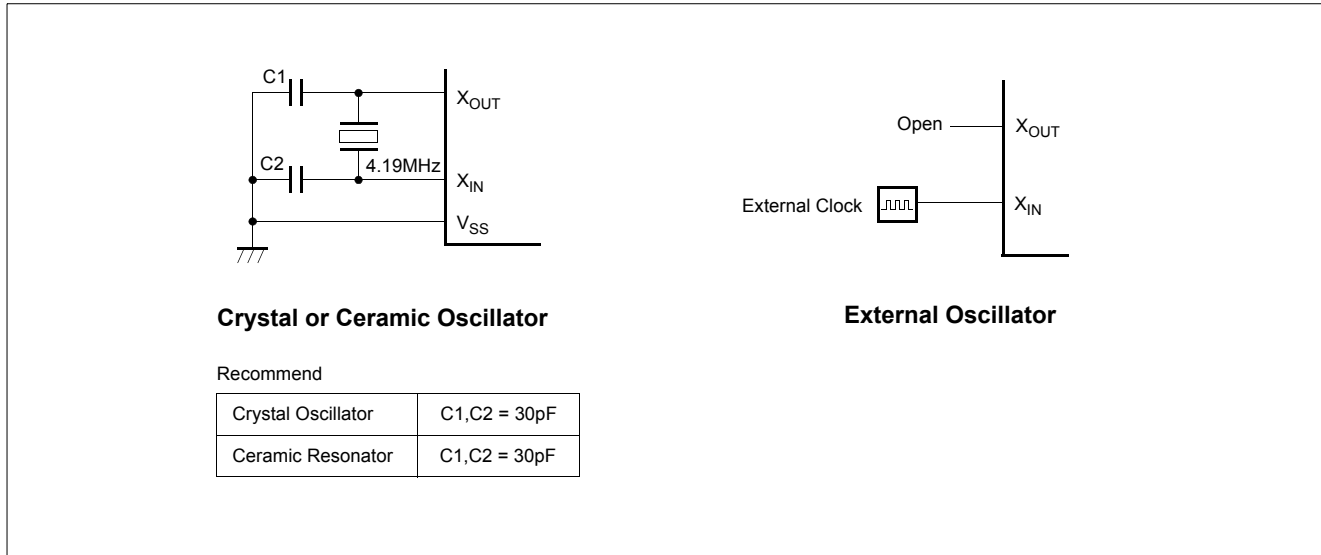 C1
X_OUT
C2
4.19MHz
X_IN
V_SS
Crystal or Ceramic Oscillator
Recommend
Crystal Oscillator C1,C2 = 30pF
Ceramic Resonator C1,C2 = 30pF
Open
X_OUT
External Clock
X_IN
External Oscillator